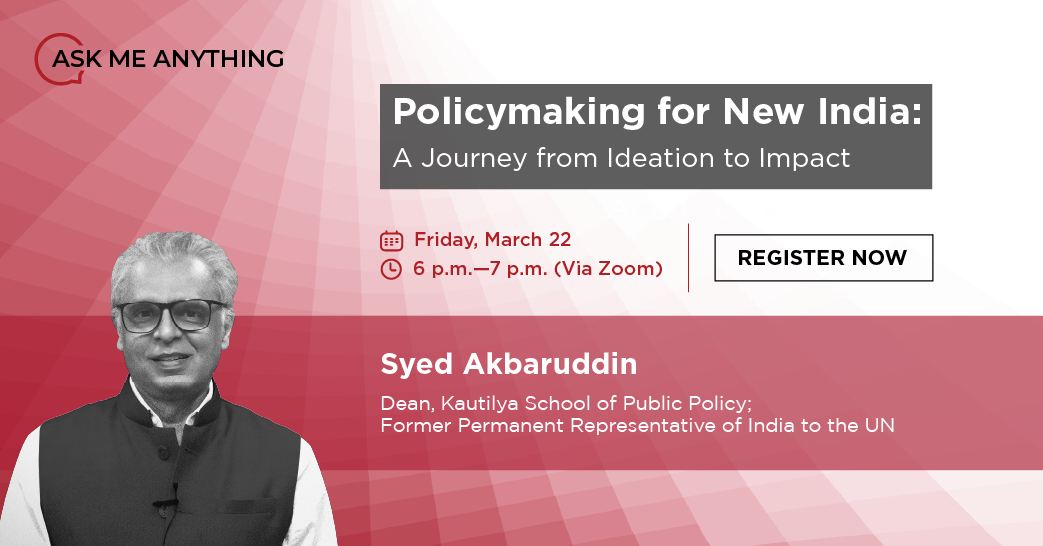 ASK ME ANYTHING
Policymaking for New India:
A Journey from Ideation to Impact
Friday, March 22
6 p.m.—7 p.m. (Via Zoom)
REGISTER NOW
Syed Akbaruddin
Dean, Kautilya School of Public Policy;
Former Permanent Representative of India to the UN